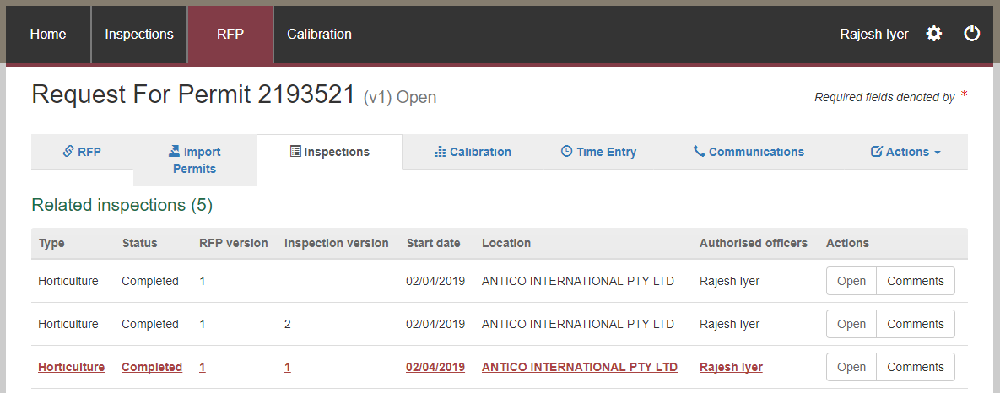 Home Inspections RFP Calibration Rajesh Iyer
Request For Permit 2193521 (v1) Open Required fields denoted by *
RFP Import Permits Inspections Calibration Time Entry Communications Actions
Related inspections (5)
Type Status RFP version Inspection version Start date Location Authorised officers Actions
Horticulture Completed 1 02/04/2019 ANTICO INTERNATIONAL PTY LTD Rajesh Iyer Open Comments
Horticulture Completed 1 2 02/04/2019 ANTICO INTERNATIONAL PTY LTD Rajesh Iyer Open Comments
Horticulture Completed 1 1 02/04/2019 ANTICO INTERNATIONAL PTY LTD Rajesh Iyer Open Comments